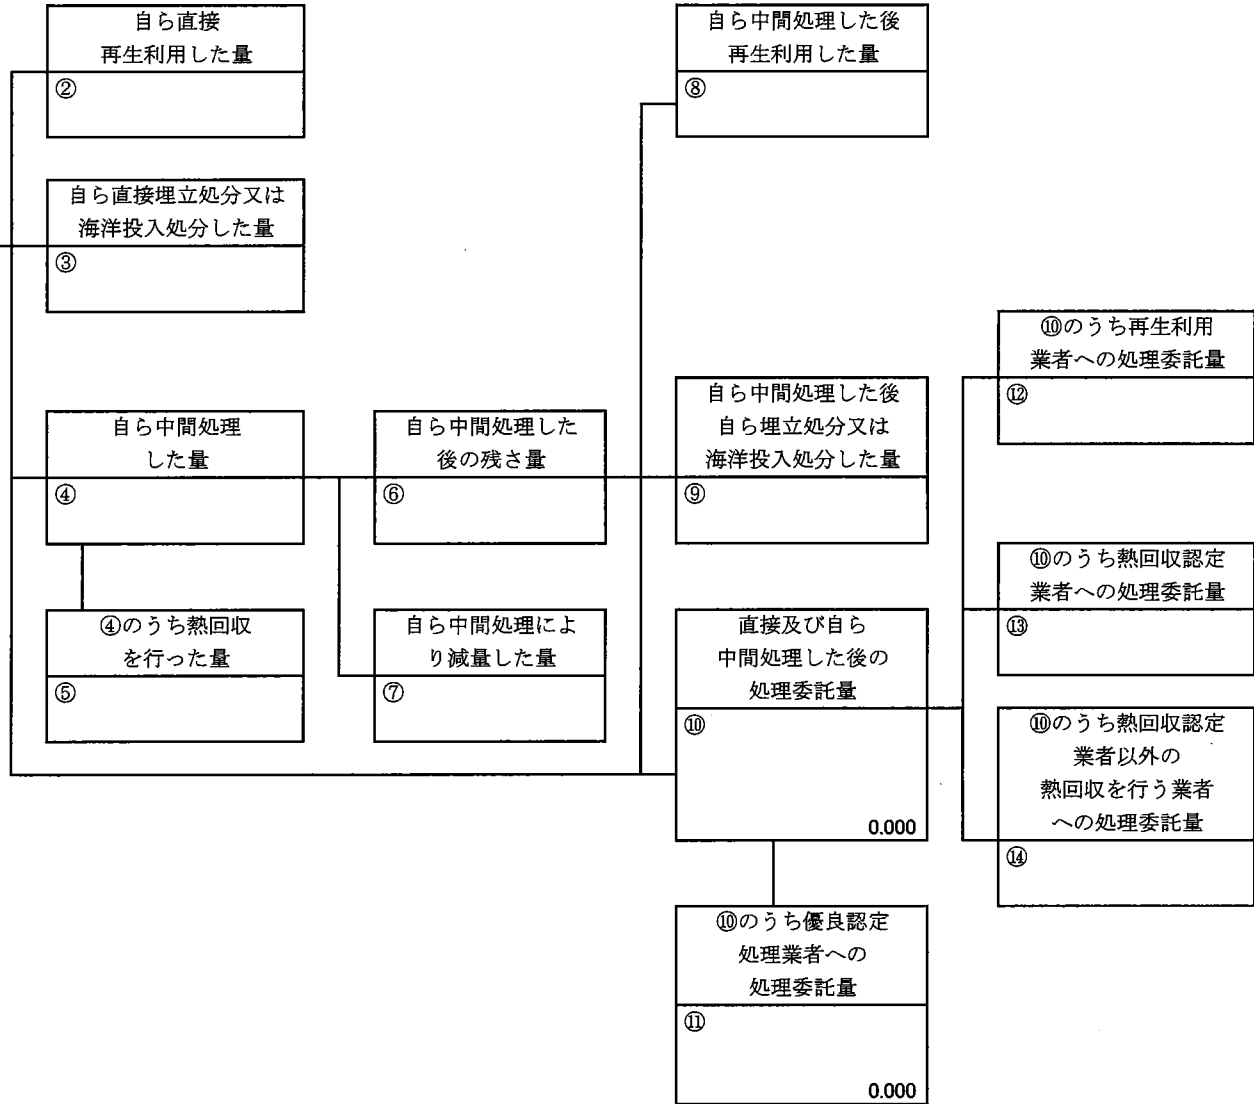 自ら直接
再生利用した量
②
自ら直接埋立処分又は
海洋投入処分した量
③
自ら中間処理
した量
④
④のうち熱回収
を行った量
⑤
自ら中間処理した
後の残さ量
⑥
自ら中間処理によ
り減量した量
⑦
自ら中間処理した後
再生利用した量
⑧
自ら中間処理した後
自ら埋立処分又は
海洋投入処分した量
⑨
直接及び自ら
中間処理した後の
処理委託量
⑩
0.000
⑩のうち優良認定
処理業者への
処理委託量
⑪
0.000
⑩のうち再生利用
業者への処理委託量
⑫
⑩のうち熱回収認定
業者への処理委託量
⑬
⑩のうち熱回収認定
業者以外の
熱回収を行う業者
への処理委託量
⑭